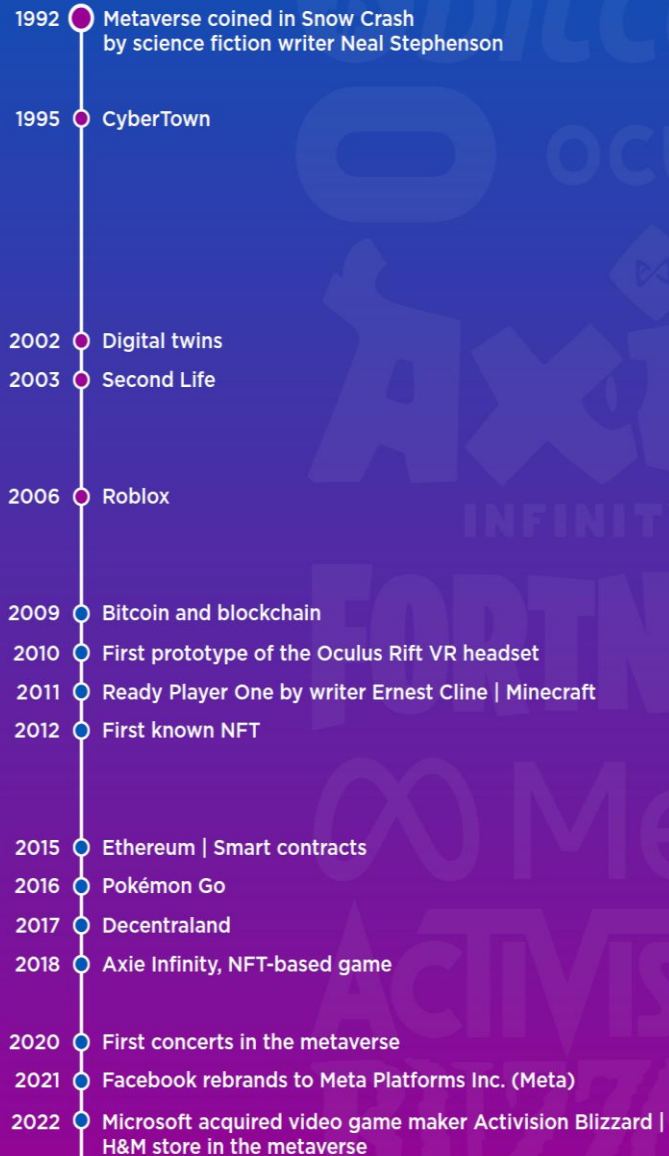 1992 Metaverse coined in Snow Crash
by science fiction writer Neal Stephenson
1995 CyberTown
2002 Digital twins
2003 Second Life
2006 Roblox
2009 Bitcoin and blockchain
2010 First prototype of the Oculus Rift VR headset
2011 Ready Player One by writer Ernest Cline | Minecraft
2012 First known NFT
2015 Ethereum | Smart contracts
2016 Pokémon Go
2017 Decentraland
2018 Axie Infinity, NFT-based game
2020 First concerts in the metaverse
2021 Facebook rebrands to Meta Platforms Inc. (Meta)
2022 Microsoft acquired video game maker Activision Blizzard |
H&M store in the metaverse